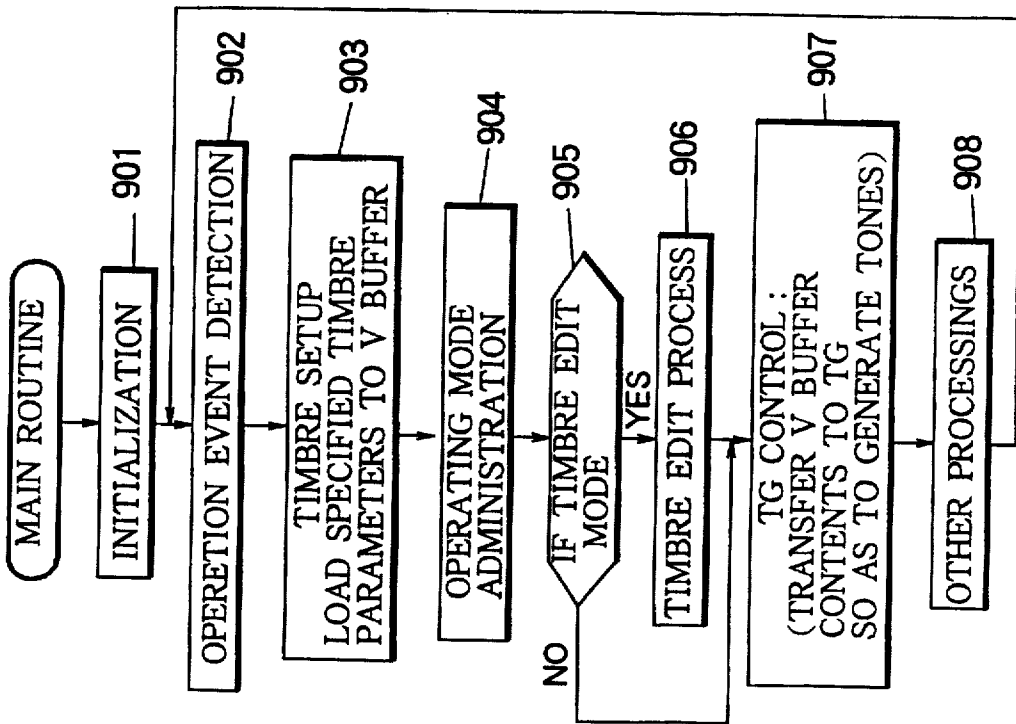 MAIN ROUTINE
INITIALIZATION
901
OPERETION EVENT DETECTION
902
TIMBRE SETUP
LOAD SPECIFIED TIMBRE
PARAMETERS TO V BUFFER
903
OPERATING MODE
ADMINISTRATION
904
IF TIMBRE EDIT
MODE
905
NO
YES
TIMBRE EDIT PROCESS
906
TG CONTROL :
(TRANSFER V BUFFER
CONTENTS TO TG
SO AS TO GENERATE TONES)
907
OTHER PROCESSINGS
908